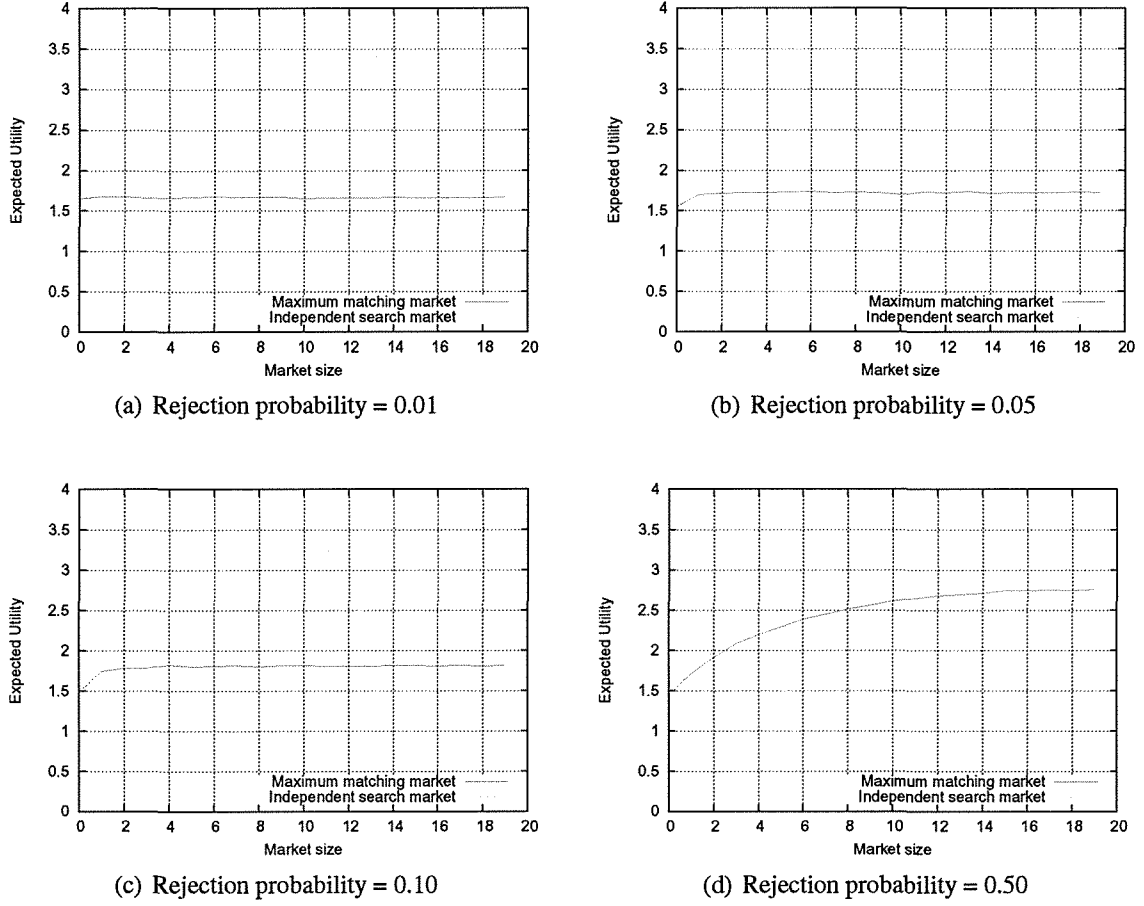 4
3.5
3
2.5
2
1.5
1
0.5
0
Expected Utility
Maximum matching market
Independent search market
0 2 4 6 8 10 12 14 16 18 20
Market size
(a) Rejection probability = 0.01
4
3.5
3
2.5
2
1.5
1
0.5
0
Expected Utility
Maximum matching market
Independent search market
0 2 4 6 8 10 12 14 16 18 20
Market size
(b) Rejection probability = 0.05
4
3.5
3
2.5
2
1.5
1
0.5
0
Expected Utility
Maximum matching market
Independent search market
0 2 4 6 8 10 12 14 16 18 20
Market size
(c) Rejection probability = 0.10
4
3.5
3
2.5
2
1.5
1
0.5
0
Expected Utility
Maximum matching market
Independent search market
0 2 4 6 8 10 12 14 16 18 20
Market size
(d) Rejection probability = 0.50